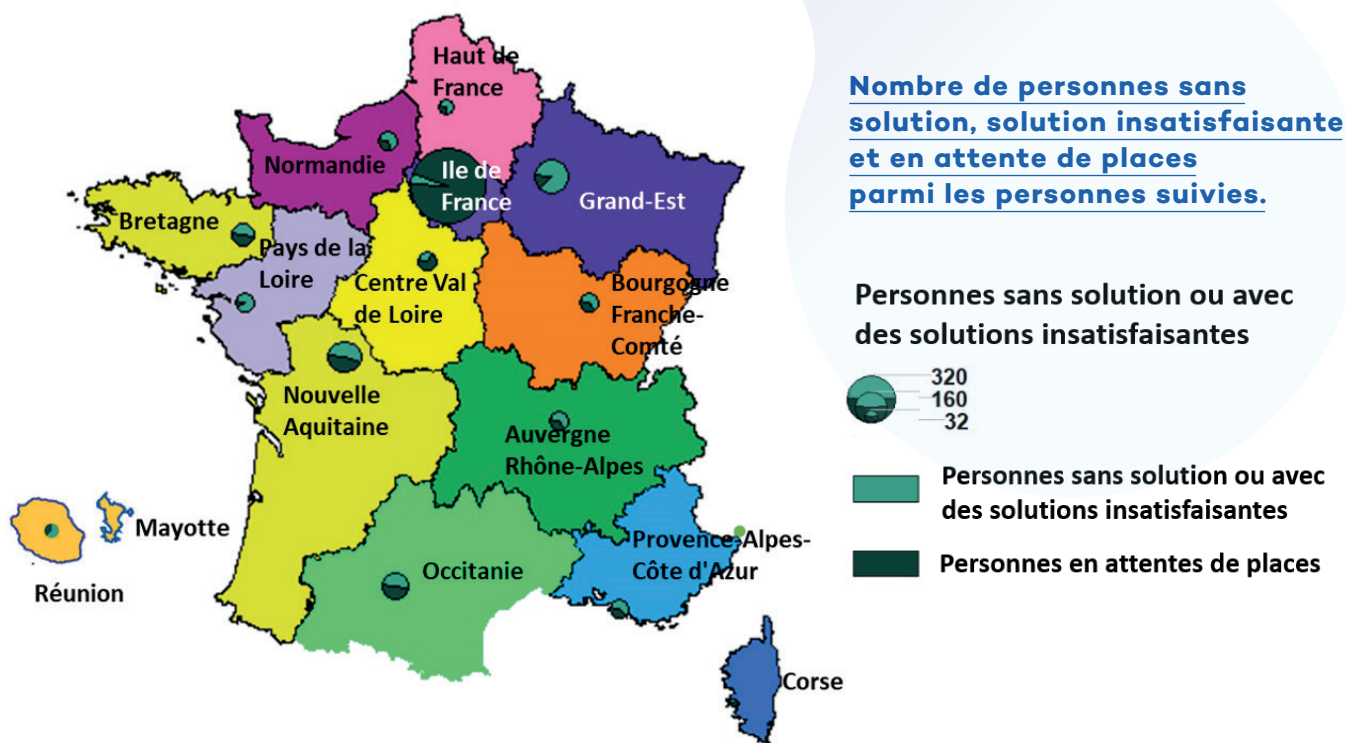 Nombre de personnes sans
solution, solution insatisfaisante
et en attente de places
parmi les personnes suivies.
Haut de
France
Normandie
Ile de
France
Grand-Est
Bretagne
Pays de la
Loire
Centre Val
de Loire
Bourgogne
Franche-
Comté
Nouvelle
Aquitaine
Auvergne
Rhône-Alpes
Mayotte
Réunion
Occitanie
Provence-Alpes-
Côte d'Azur
Corse
Personnes sans solution ou avec
des solutions insatisfaisantes
320
160
32
Personnes sans solution ou avec
des solutions insatisfaisantes
Personnes en attentes de places